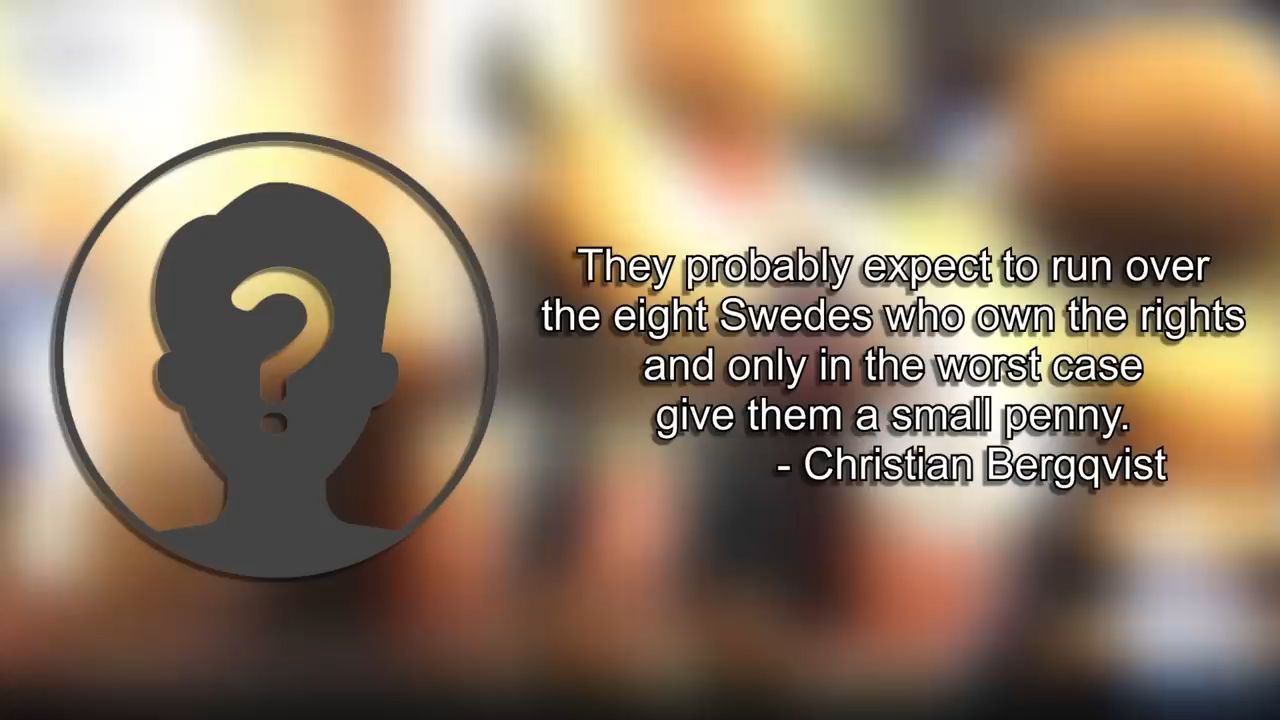 They probably expect to run over
the eight Swedes who own the rights
and only in the worst case
give them a small penny.
- Christian Bergqvist